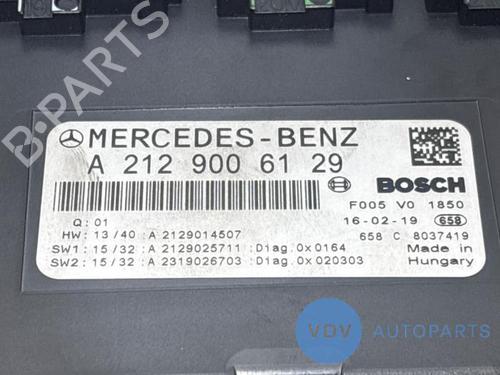 MERCEDES-BENZ
A 212 900 61 29
BOSCH
Q: 01
F005 V0 1850
16-02-19 658
HW: 13/40 :A 2129014507
658 C 8037419
SW1: 15/32 :A 2129025711 :Diag.0x0164
Made in
SW2: 15/32 :A 2319026703 :Diag.0x020303
Hungary
B-PARTS
VDV AUTOPARTS